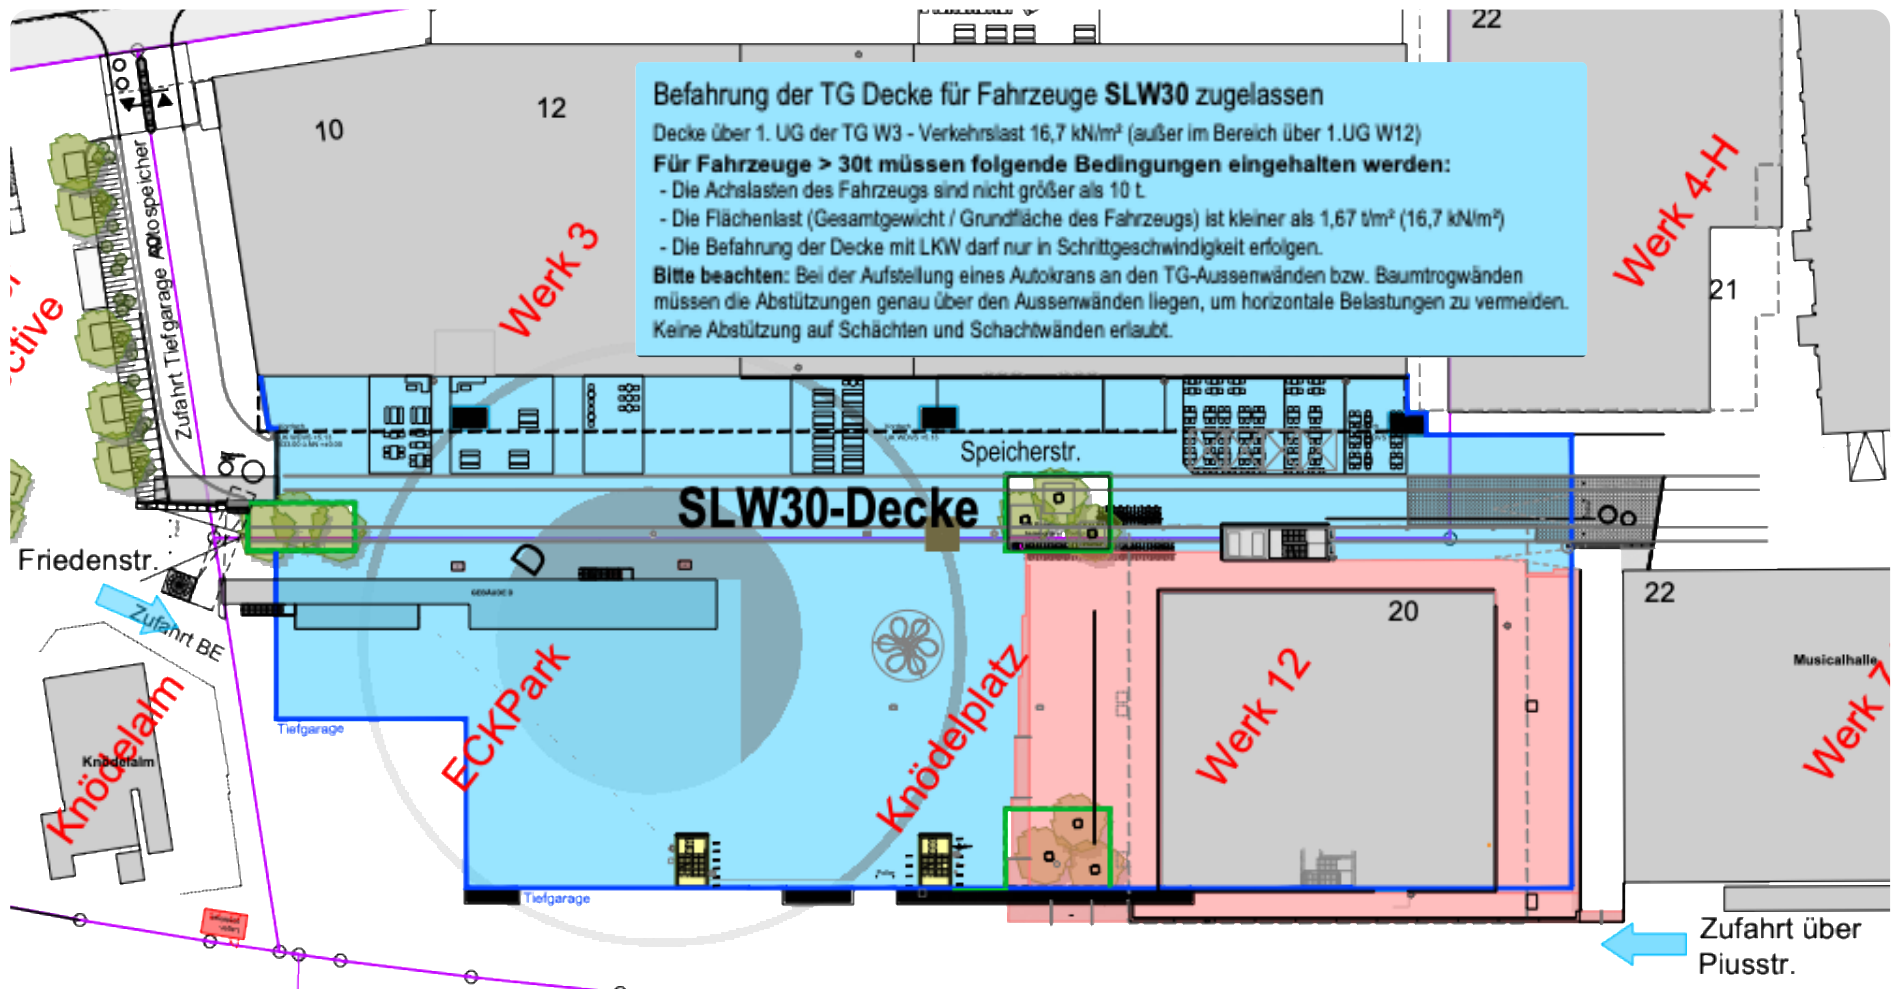 22
Befahrung der TG Decke für Fahrzeuge SLW30 zugelassen
Decke über 1. UG der TG W3 - Verkehrslast 16,7 kN/m² (außer im Bereich über 1.UG W12)
Für Fahrzeuge > 30t müssen folgende Bedingungen eingehalten werden:
- Die Achslasten des Fahrzeugs sind nicht größer als 10 t.
- Die Flächenlast (Gesamtgewicht / Grundfläche des Fahrzeugs) ist kleiner als 1,67 t/m² (16,7 kN/m²)
- Die Befahrung der Decke mit LKW darf nur in Schrittgeschwindigkeit erfolgen.
Bitte beachten: Bei der Aufstellung eines Autokrans an den TG-Aussenwänden bzw. Baumtrogwänden
müssen die Abstützungen genau über den Aussenwänden liegen, um horizontale Belastungen zu vermeiden.
Keine Abstützung auf Schächten und Schachtwänden erlaubt.
10
12
Werk 3
Werk 4-H
21
Zufahrt Tiefgarage Autospeicher
ctive
Speicherstr.
SLW30-Decke
Friedenstr.
Zufahrt BE
D
GEBÄUDE D
20
22
Musicalhalle
Werk 7
Werk 12
Knödelplatz
ECKPark
Knödelalm
Knödelalm
Tiefgarage
Tiefgarage
Zufahrt über
Piusstr.